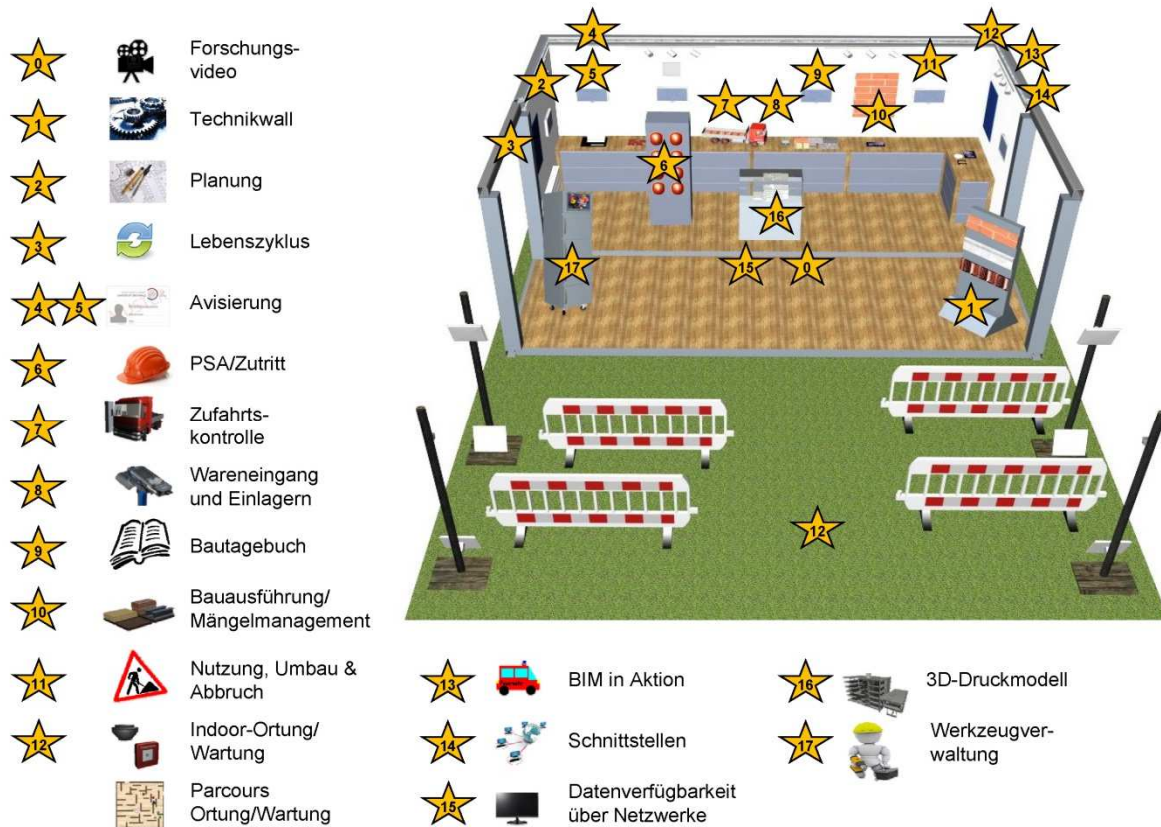 0 Forschungs-
video
1 Technikwall
2 Planung
3 Lebenszyklus
4 5 Avisierung
6 PSA/Zutritt
7 Zufahrts-
kontrolle
8 Wareneingang
und Einlagern
9 Bautagebuch
10 Bauausführung/
Mängelmanagement
11 Nutzung, Umbau &
Abbruch
12 Indoor-Ortung/
Wartung
Parcours
Ortung/Wartung
13 BIM in Aktion
14 Schnittstellen
15 Datenverfügbarkeit
über Netzwerke
16 3D-Druckmodell
17 Werkzeugver-
waltung
4
12
13
2
5
9
11
14
7
8
10
3
6
16
17
15
0
1
12